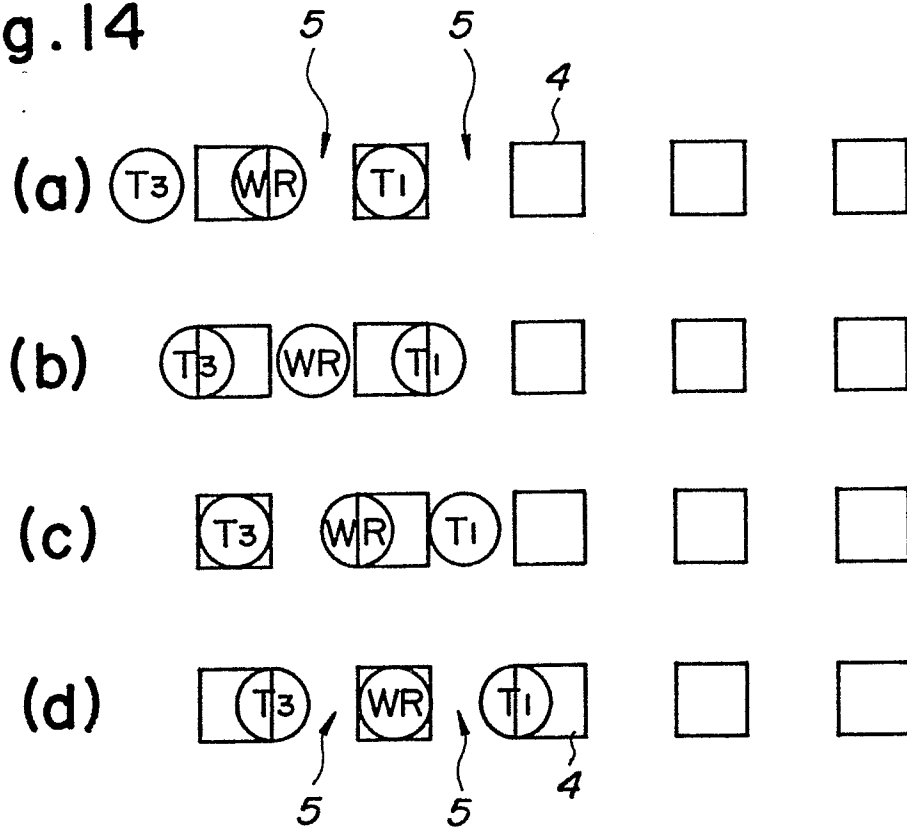 g.14
5 5
4
(a) T3 WR T1
(b) T3 WR T1
(c) T3 WR T1
(d) T3 WR T1
4
5 5